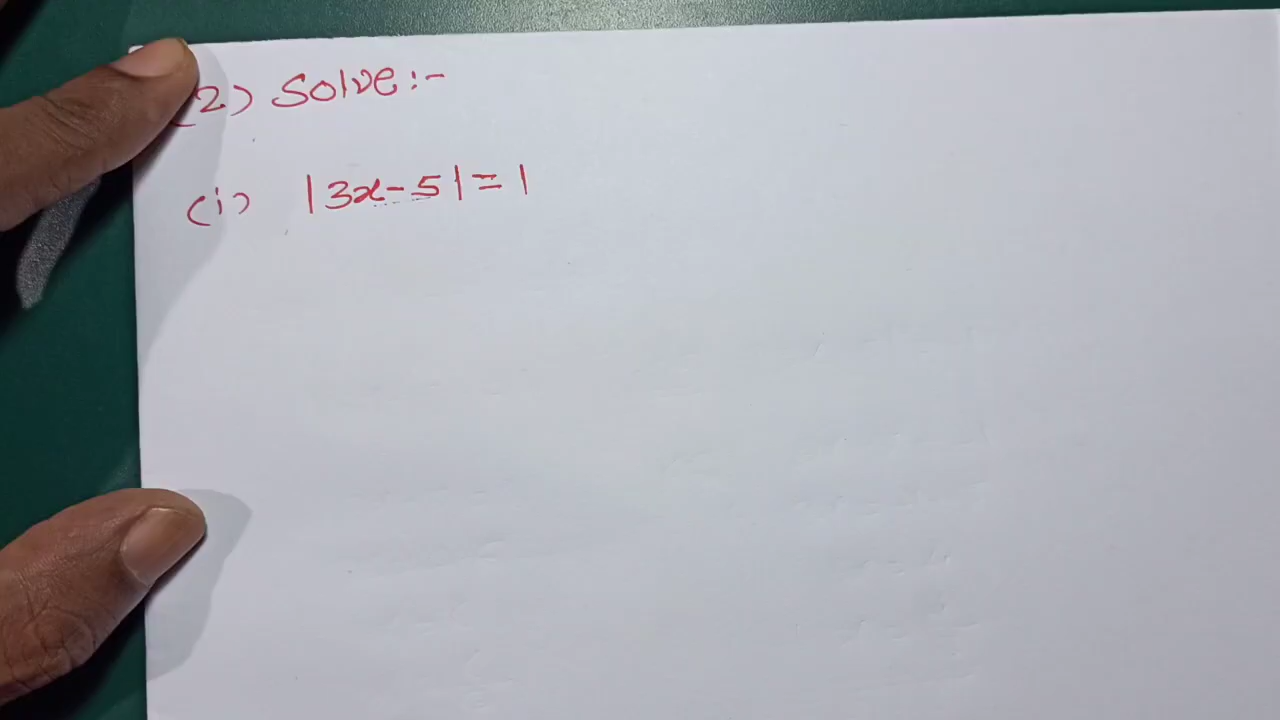 (2) Solve:-
(i) |3x-5|=1